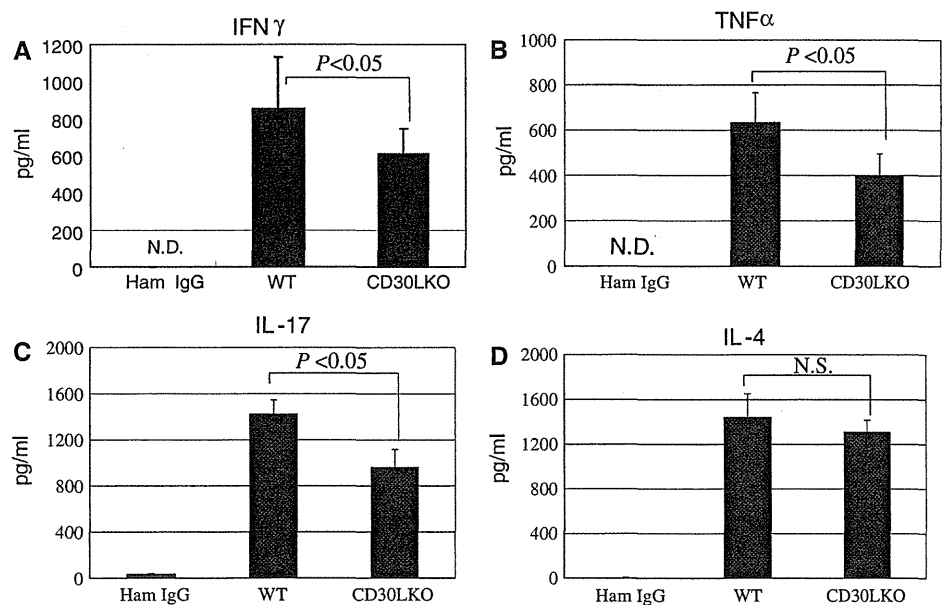 A
IFN γ
1200
1000
800
600
400
200
0
pg/ml
P<0.05
N.D.
Ham IgG
WT
CD30LKO
B
TNFα
1000
800
600
400
200
0
pg/ml
P<0.05
N.D.
Ham IgG
WT
CD30LKO
C
IL-17
2000
1600
1200
800
400
0
pg/ml
P<0.05
Ham IgG
WT
CD30LKO
D
IL-4
2000
1600
1200
800
400
0
pg/ml
N.S.
Ham IgG
WT
CD30LKO